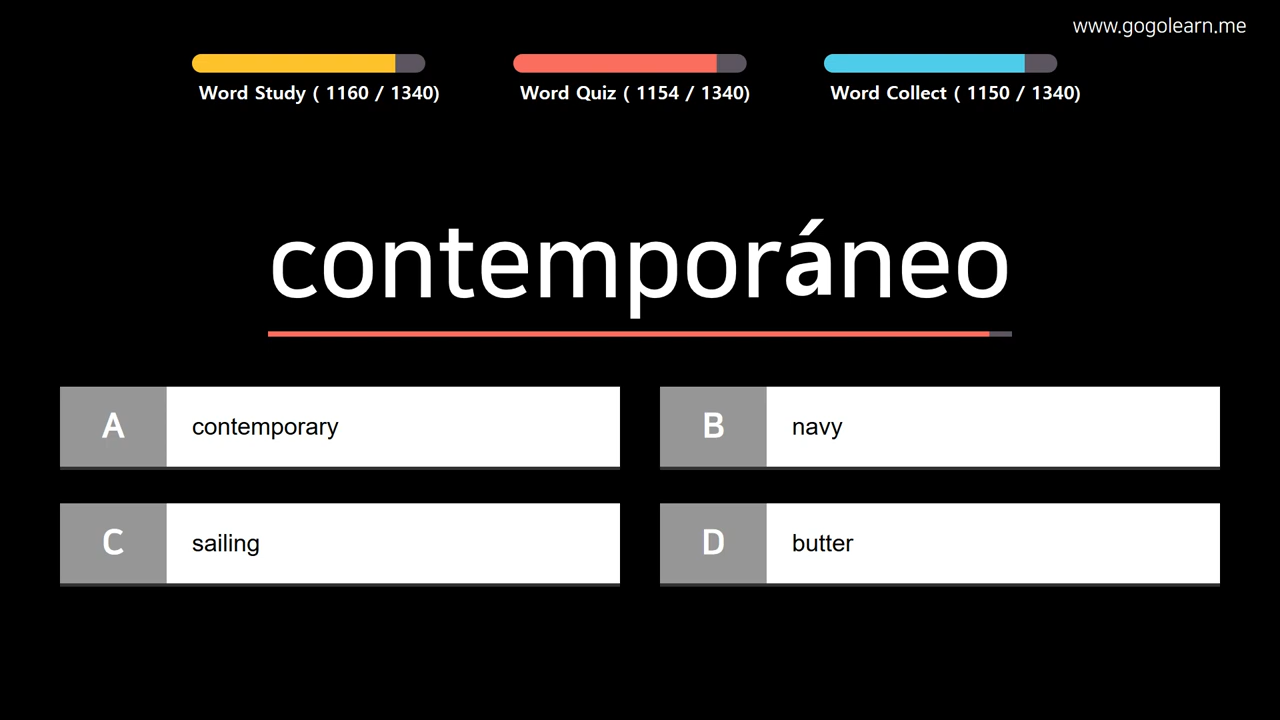 www.gogolearn.me
Word Study ( 1160 / 1340)
Word Quiz ( 1154 / 1340)
Word Collect ( 1150 / 1340)
contemporáneo
A contemporary
B navy
C sailing
D butter